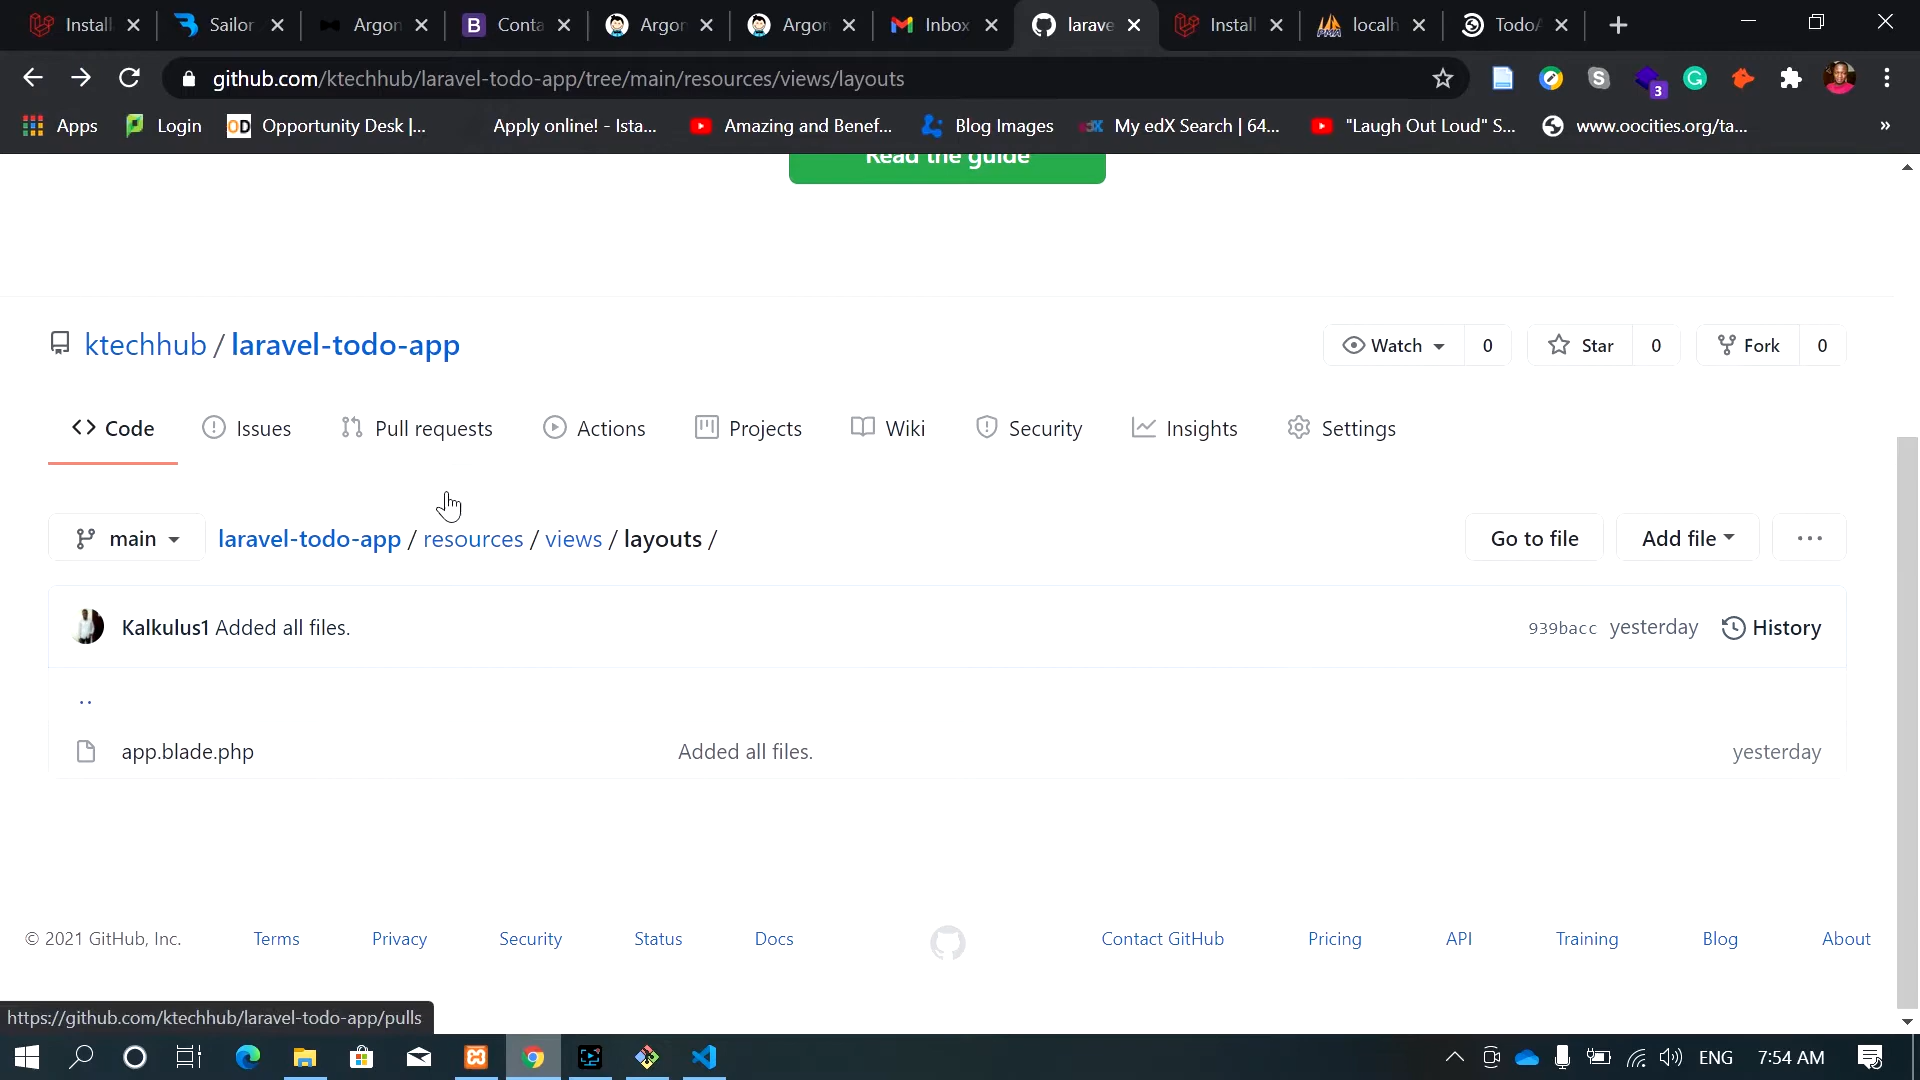 Install
Sailor
Argon
Conta
Argon
Argon
Inbox
larave
Install
localh
TodoA
github.com/ktechhub/laravel-todo-app/tree/main/resources/views/layouts
3
Apps
Login
OD Opportunity Desk |...
Apply online! - Ista...
Amazing and Benef...
Blog Images
My edX Search | 64...
"Laugh Out Loud" S...
www.oocities.org/ta...
»
Read the guide
ktechhub / laravel-todo-app
Watch 0
Star 0
Fork 0
Code
Issues
Pull requests
Actions
Projects
Wiki
Security
Insights
Settings
main
laravel-todo-app / resources / views / layouts /
Go to file
Add file
...
Kalkulus1 Added all files.
939bacc yesterday
History
..
app.blade.php
Added all files.
yesterday
© 2021 GitHub, Inc.
Terms
Privacy
Security
Status
Docs
Contact GitHub
Pricing
API
Training
Blog
About
https://github.com/ktechhub/laravel-todo-app/pulls
ENG
7:54 AM